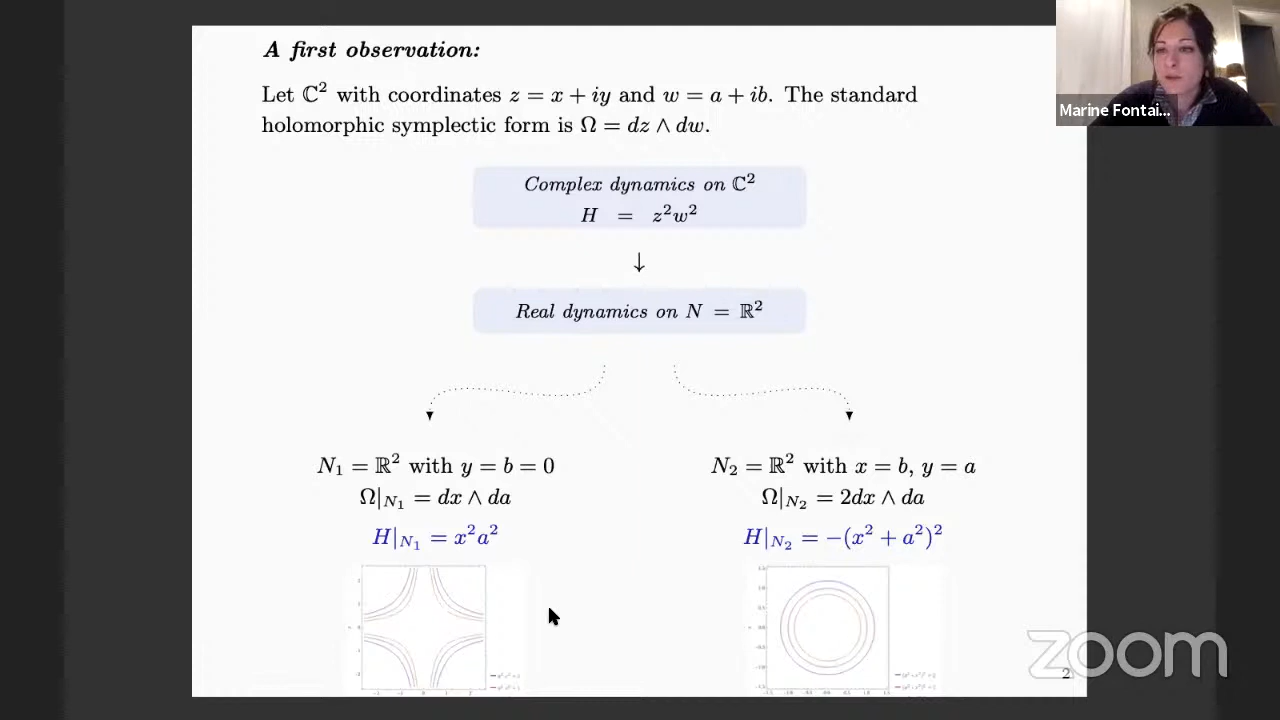 A first observation:
Let ℂ² with coordinates z = x + iy and w = a + ib. The standard
holomorphic symplectic form is Ω = dz ∧ dw.
Marine Fontai...
Complex dynamics on ℂ²
H = z²w²
↓
Real dynamics on N = ℝ²
N₁ = ℝ² with y = b = 0
Ω|N₁ = dx ∧ da
H|N₁ = x²a²
N₂ = ℝ² with x = b, y = a
Ω|N₂ = 2dx ∧ da
H|N₂ = −(x² + a²)²
zoom
2